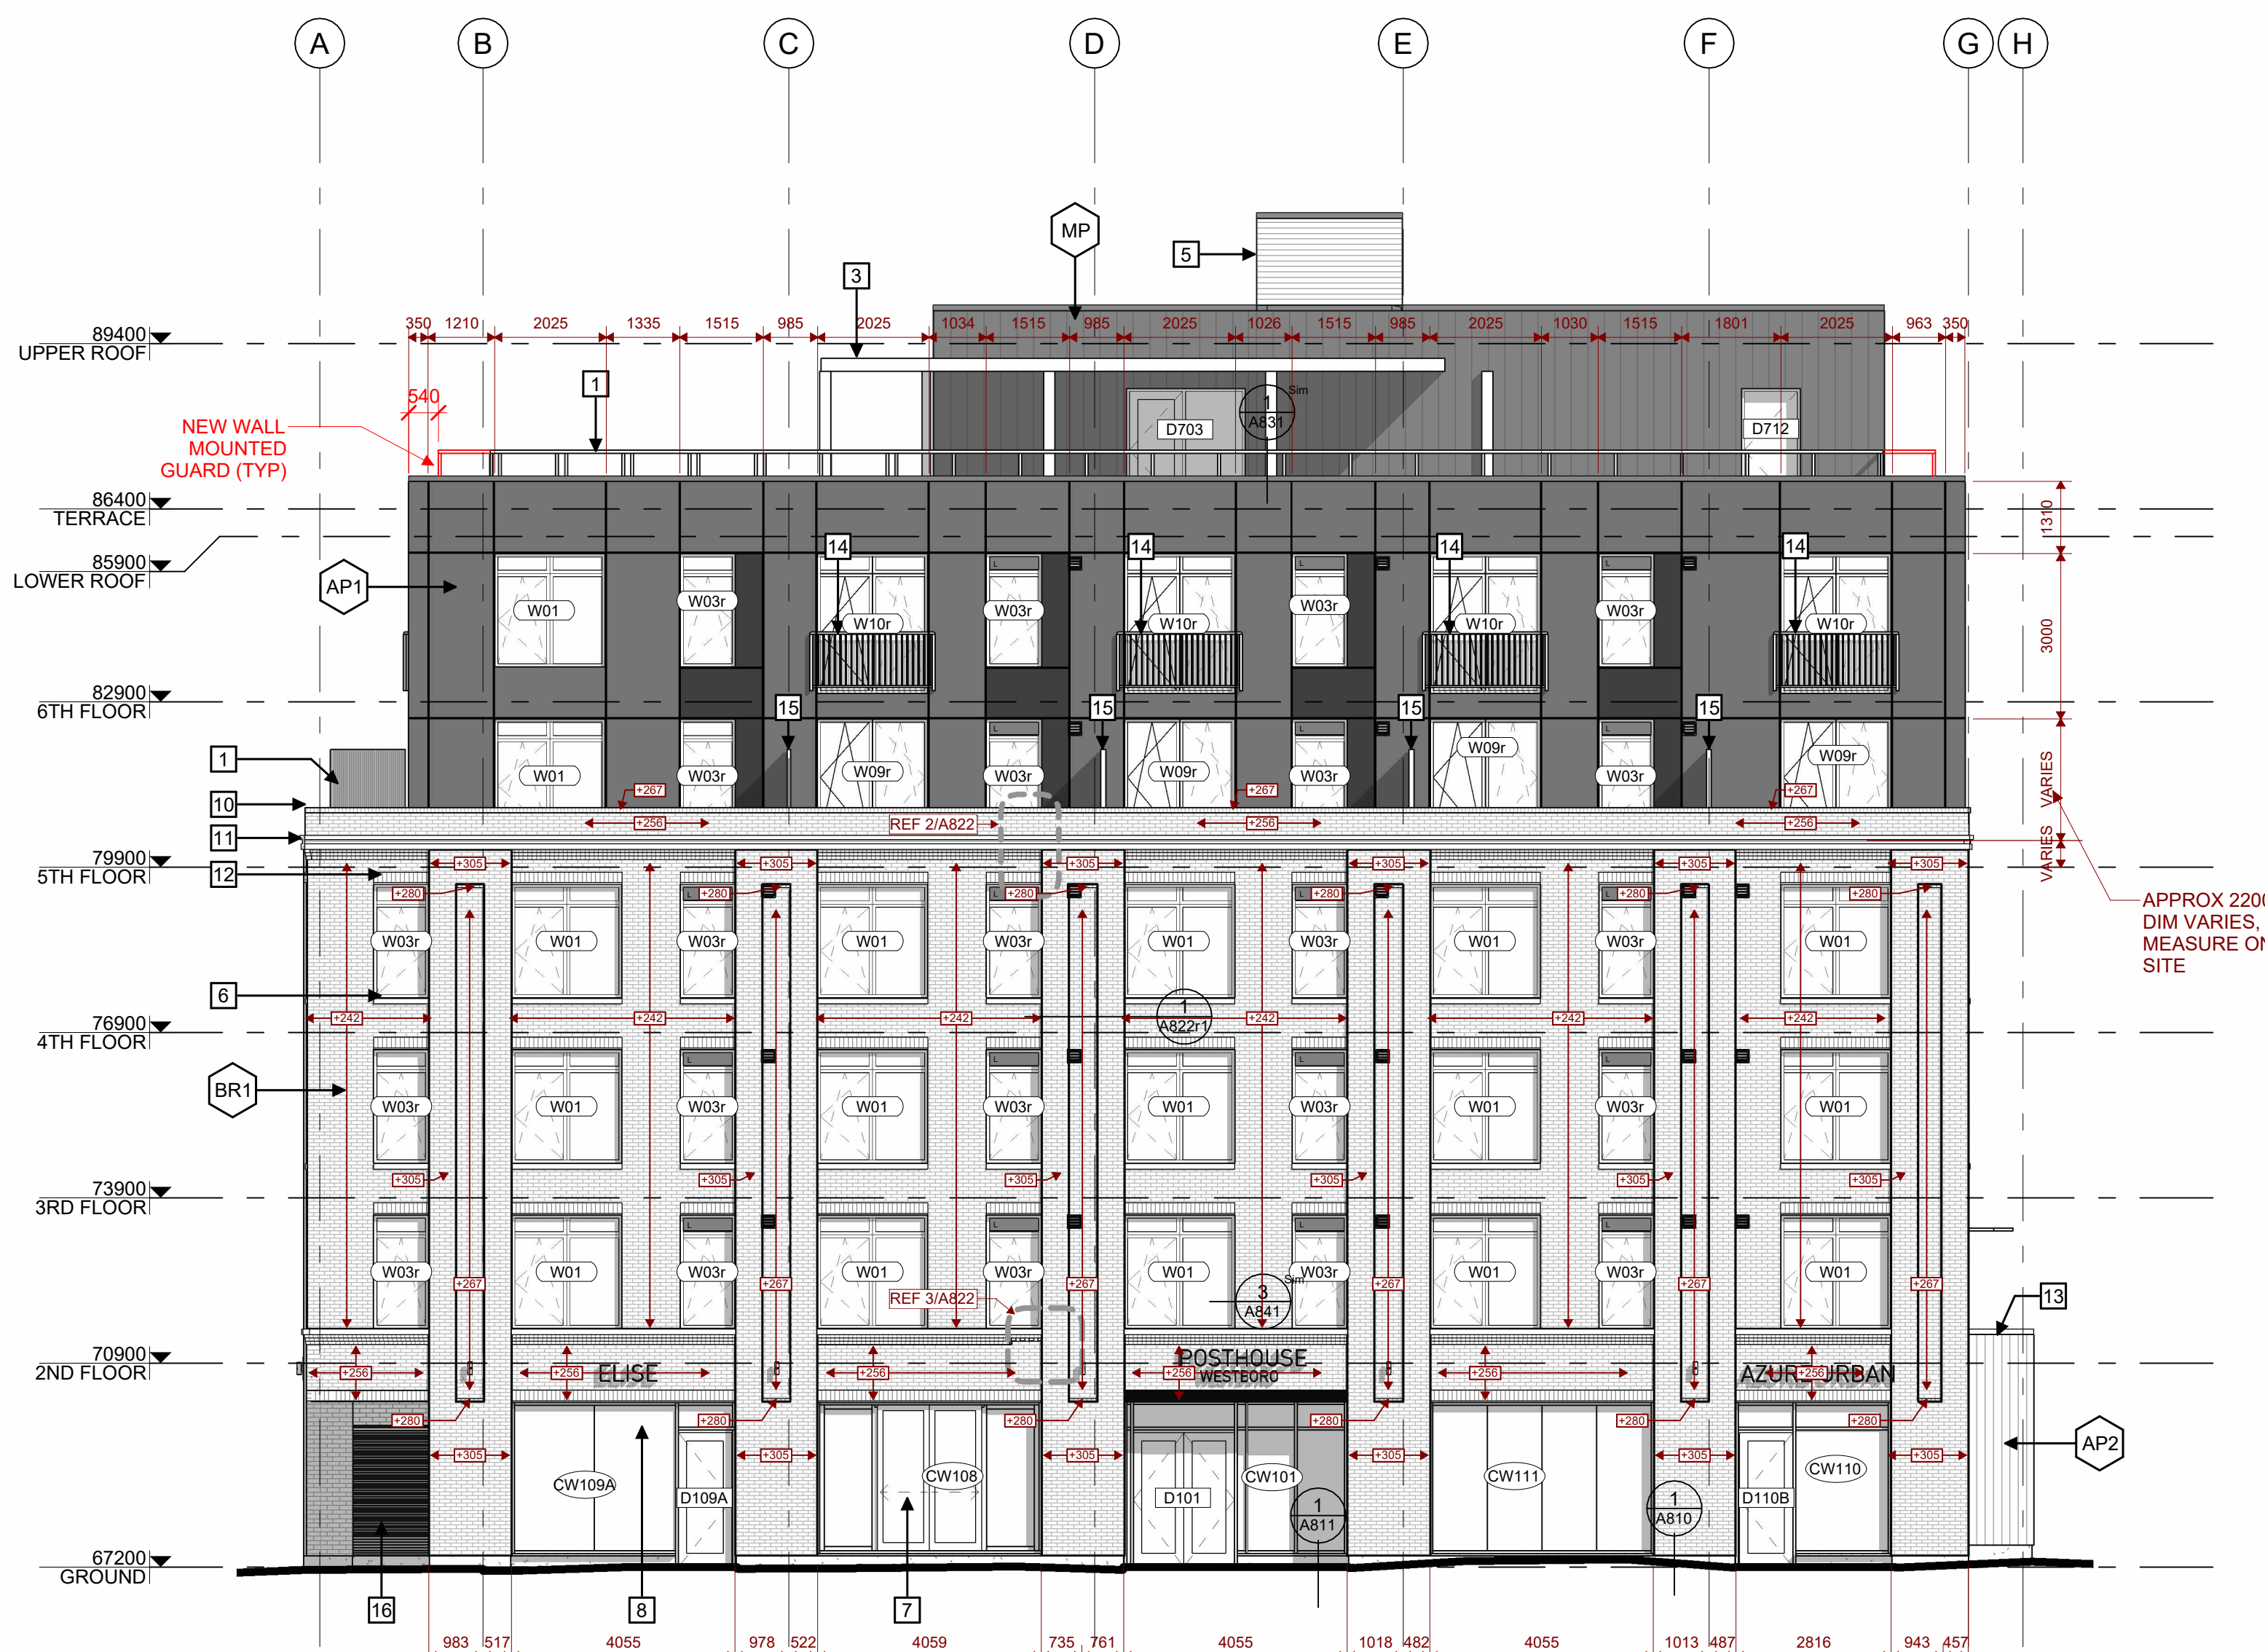 A B C D E F G H
MP
5
3
89400
UPPER ROOF
350 1210 2025 1335 1515 985 2025 1034 1515 985 2025 1026 1515 985 2025 1030 1515 1801 2025 963 350
1
540
NEW WALL
MOUNTED
GUARD (TYP)
D703
1
A831
Sim
D712
86400
TERRACE
1310
85900
LOWER ROOF
AP1
14 14 14 14
L L L L
W01 W03r W10r W03r W10r W03r W10r W03r W10r
3000
82900
6TH FLOOR
15 15 15 15
L L L
1
W01 W03r W09r W03r W09r W03r W09r W03r W09r
VARIES
+267 +267 +267
10
+256 REF 2/A822 +256 +256
11
VARIES
79900
5TH FLOOR
+305 +305 +305 +305 +305 +305
12
+280 +280 +280 +280 +280 +280
L L L L
APPROX 2200
DIM VARIES,
MEASURE ON
SITE
W03r W01 W03r W01 W03r W01 W03r W01 W03r W01
6
+242 +242 +242 +242 +242 +242
1
A822r1
76900
4TH FLOOR
L L L L
BR1
W03r W01 W03r W01 W03r W01 W03r W01 W03r W01
+305 +305 +305 +305 +305 +305
73900
3RD FLOOR
L L L L
W03r W01 W03r W01 W03r W01 W03r W01 W03r W01
+267 +267 +267 +267 +267 +267
REF 3/A822
3
A841
Sim
13
70900
2ND FLOOR
+256 +256 +256 +256 +256 +256
ELISE
POSTHOUSE
WESTBORO
AZURE URBAN
+280 +280 +280 +280 +280 +280
+305 +305 +305 +305 +305 +305
AP2
CW109A D109A CW108 D101 CW101 CW111 D110B CW110
1
A811
1
A810
67200
GROUND
16 8 7
983 517 4055 978 522 4059 735 761 4055 1018 482 4055 1013 487 2816 943 457